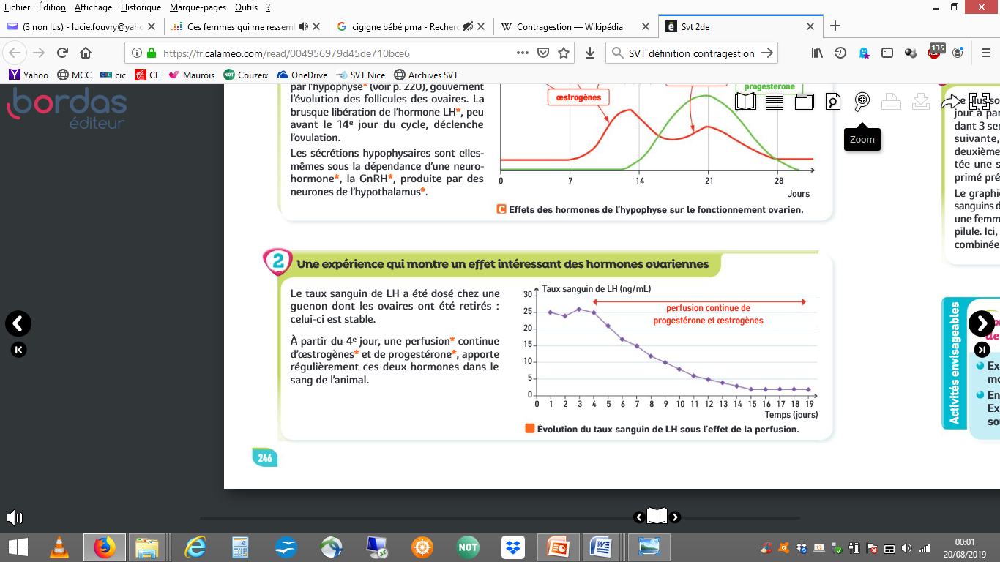 Fichier Édition Affichage Historique Marque-pages Outils ?
(3 non lus) - lucie.fouvry@yaho
Ces femmes qui me ressem
cigigne bébé pma - Recher
Contragestion — Wikipédia
Svt 2de
https://fr.calameo.com/read/004956979d45de710bce6
SVT définition contragestion
135
Yahoo MCC cic CE Maurois Couzeix OneDrive SVT Nice Archives SVT
bordas
éditeur
par l'hypophyse* (voir p. 220), gouvernent
l'évolution des follicules des ovaires. La
brusque libération de l'hormone LH*, peu
avant le 14e jour du cycle, déclenche
l'ovulation.
Les sécrétions hypophysaires sont elles-
mêmes sous la dépendance d'une neuro-
hormone*, la GnRH*, produite par des
neurones de l'hypothalamus*.
œstrogènes
progestérone
0 7 14 21 28
Jours
C Effets des hormones de l'hypophyse sur le fonctionnement ovarien.
Zoom
jour à par
dant 3 ser
suivante,
deuxième
tée une s
primé pré
Le graphi
sanguins d
une femm
pilule. Ici,
combinée
2 Une expérience qui montre un effet intéressant des hormones ovariennes
Le taux sanguin de LH a été dosé chez une
guenon dont les ovaires ont été retirés :
celui-ci est stable.
À partir du 4e jour, une perfusion* continue
d'œstrogènes* et de progestérone*, apporte
régulièrement ces deux hormones dans le
sang de l'animal.
Taux sanguin de LH (ng/mL)
perfusion continue de
progestérone et œstrogènes
30
25
20
15
10
5
0
0 1 2 3 4 5 6 7 8 9 10 11 12 13 14 15 16 17 18 19
Temps (jours)
Évolution du taux sanguin de LH sous l'effet de la perfusion.
Activités envisageables
de
Ex
mo
En
Ex
sou
246
NOT
00:01
20/08/2019